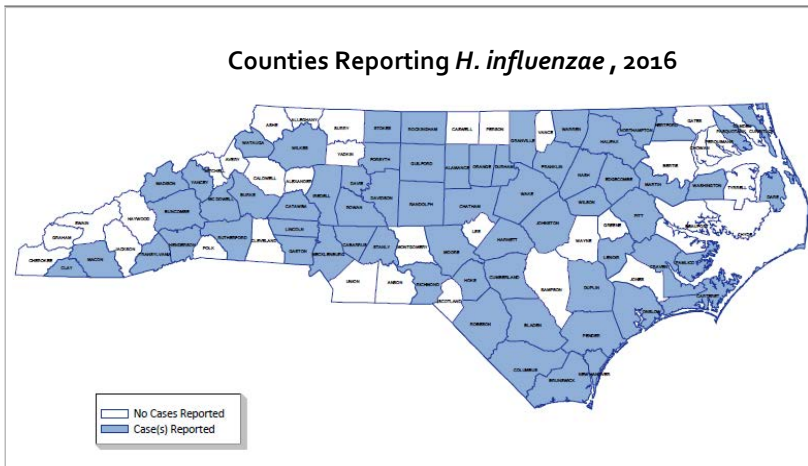 Counties Reporting H. influenzae , 2016
ASHE
ALLEGHANY
SURRY
STOKES
ROCKINGHAM
CASWELL
PERSON
VANCE
WARREN
NORTHAMPTON
GATES
WATAUGA
WILKES
YADKIN
FORSYTH
GUILFORD
ALAMANCE
ORANGE
DURHAM
GRANVILLE
FRANKLIN
HALIFAX
BERTIE
MITCHELL
AVERY
CALDWELL
ALEXANDER
IREDELL
DAVIE
DAVIDSON
RANDOLPH
CHATHAM
WAKE
NASH
EDGECOMBE
MARTIN
WASHINGTON
TYRRELL
DARE
MADISON
YANCEY
MC DOWELL
BURKE
CATAWBA
ROWAN
WILSON
PITT
HAYWOOD
BUNCOMBE
LINCOLN
JOHNSTON
GREENE
SWAIN
GRAHAM
JACKSON
HENDERSON
POLK
RUTHERFORD
CLEVELAND
GASTON
MECKLENBURG
CABARRUS
STANLY
MONTGOMERY
MOORE
LEE
HARNETT
WAYNE
LENOIR
CRAVEN
PAMLICO
CHEROKEE
CLAY
MACON
TRANSYLVANIA
UNION
ANSON
RICHMOND
SCOTLAND
HOKE
CUMBERLAND
SAMPSON
DUPLIN
JONES
CARTERET
ONSLOW
ROBESON
BLADEN
PENDER
COLUMBUS
BRUNSWICK
NEW HANOVER
No Cases Reported
Case(s) Reported